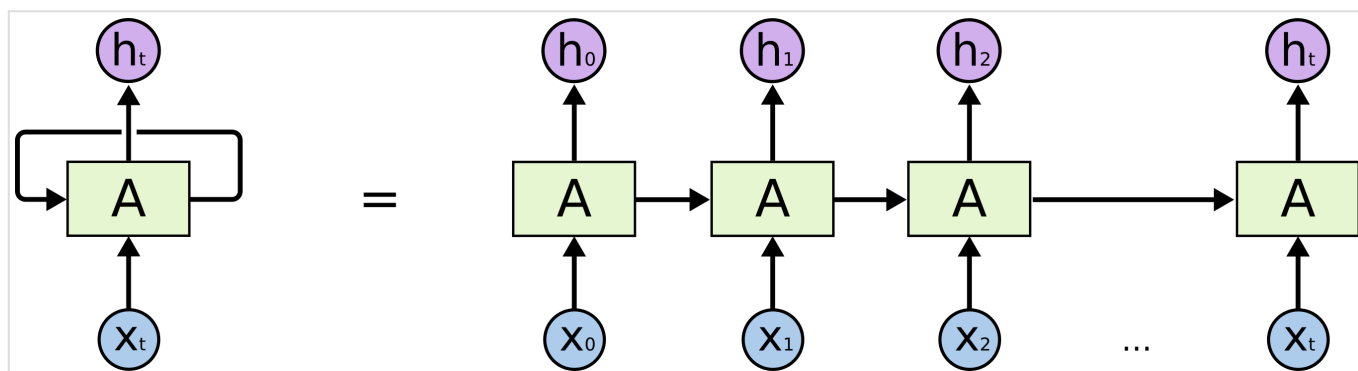 hₜ h₀ h₁ h₂ hₜ
A = A A A A
xₜ x₀ x₁ x₂ ... xₜ